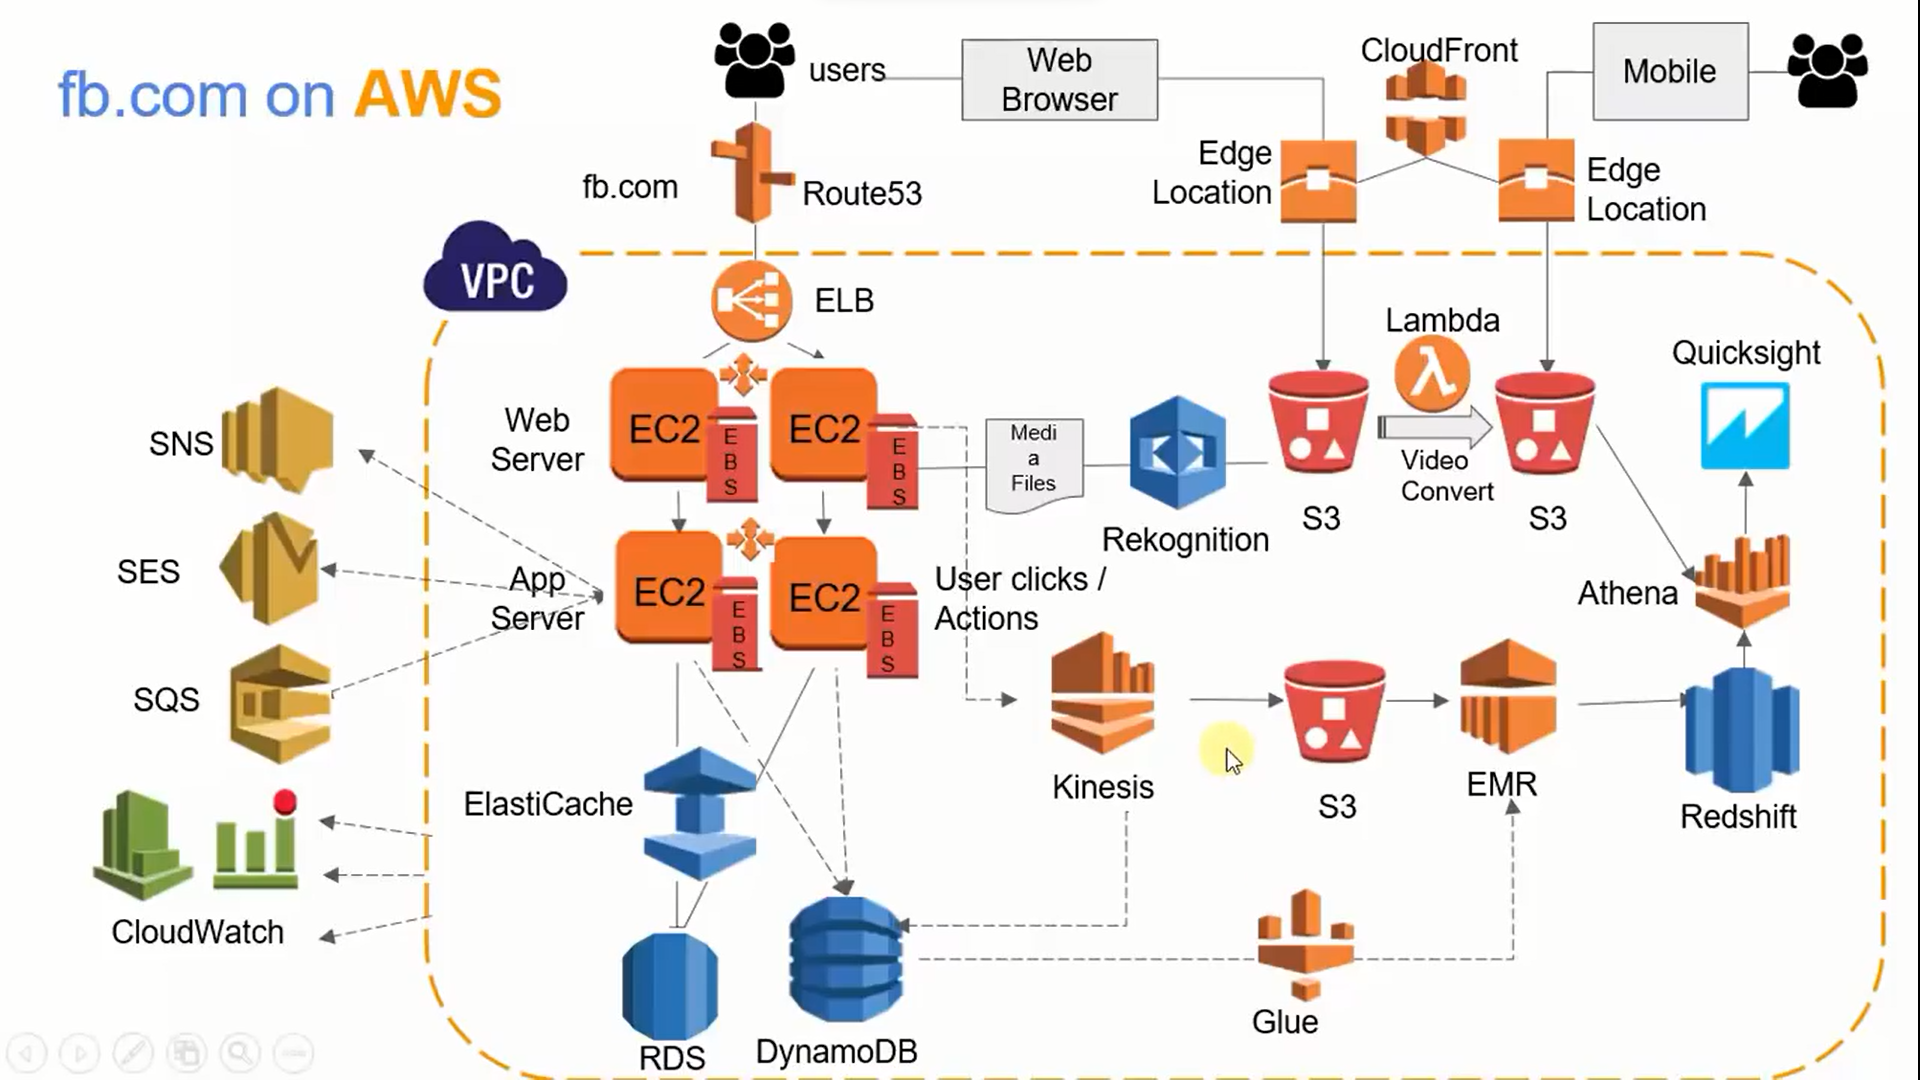 fb.com on AWS
users
Web
Browser
CloudFront
Mobile
Edge
Location
Edge
Location
fb.com
Route53
VPC
ELB
Lambda
Quicksight
SNS
Web
Server
EC2
E
B
S
EC2
E
B
S
Medi
a
Files
Rekognition
S3
Video
Convert
S3
SES
App
Server
EC2
E
B
S
EC2
E
B
S
User clicks /
Actions
Athena
SQS
Kinesis
S3
EMR
Redshift
ElastiCache
CloudWatch
RDS
DynamoDB
Glue